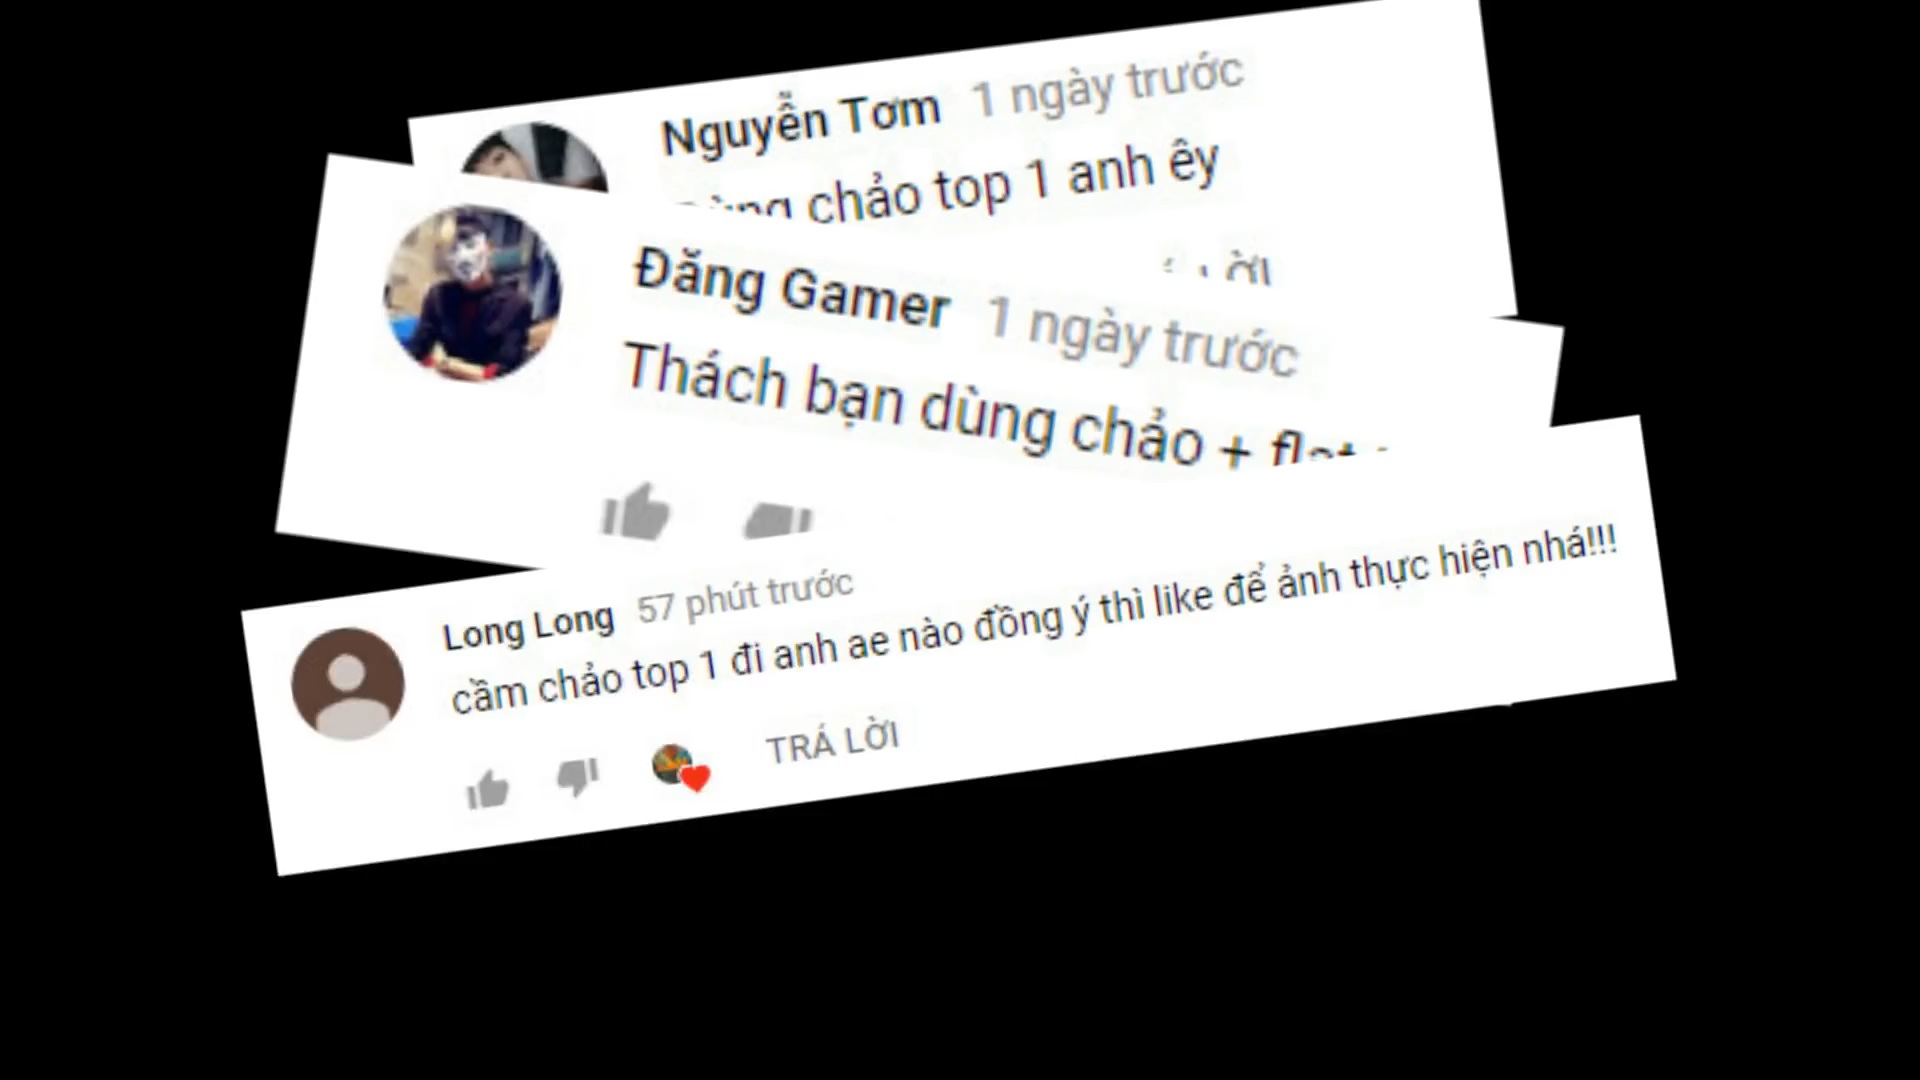 Nguyễn Tơm 1 ngày trước
chảo top 1 anh êy
Đăng Gamer 1 ngày trước
Thách bạn dùng chảo +
Long Long 57 phút trước
cầm chảo top 1 đi anh ae nào đồng ý thì like để ảnh thực hiện nhá!!!
TRẢ LỜI